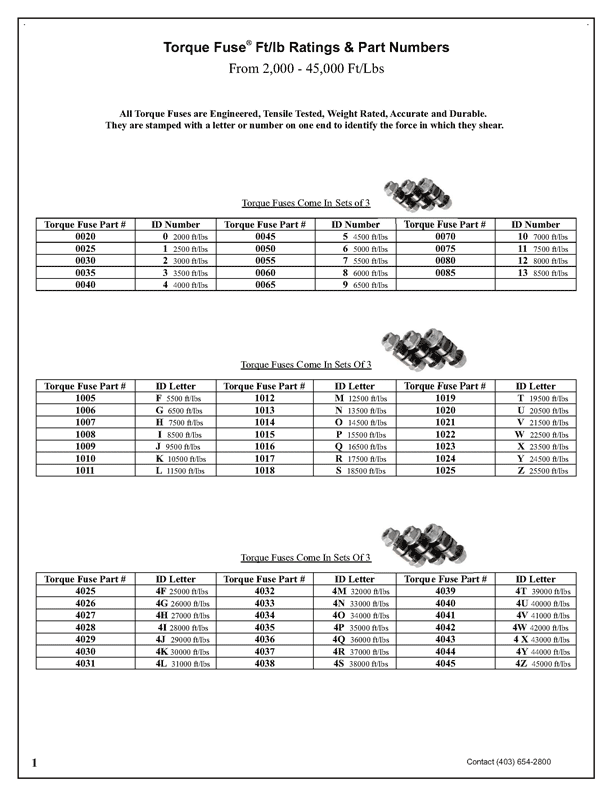 Torque Fuse® Ft/lb Ratings & Part Numbers
From 2,000 - 45,000 Ft/Lbs
All Torque Fuses are Engineered, Tensile Tested, Weight Rated, Accurate and Durable.
They are stamped with a letter or number on one end to identify the force in which they shear.
Torque Fuses Come In Sets of 3
Torque Fuse Part # ID Number Torque Fuse Part # ID Number Torque Fuse Part # ID Number
0020 0 2000 ft/lbs 0045 5 4500 ft/lbs 0070 10 7000 ft/lbs
0025 1 2500 ft/lbs 0050 6 5000 ft/lbs 0075 11 7500 ft/lbs
0030 2 3000 ft/lbs 0055 7 5500 ft/lbs 0080 12 8000 ft/lbs
0035 3 3500 ft/lbs 0060 8 6000 ft/lbs 0085 13 8500 ft/lbs
0040 4 4000 ft/lbs 0065 9 6500 ft/lbs
Torque Fuses Come In Sets Of 3
Torque Fuse Part # ID Letter Torque Fuse Part # ID Letter Torque Fuse Part # ID Letter
1005 F 5500 ft/lbs 1012 M 12500 ft/lbs 1019 T 19500 ft/lbs
1006 G 6500 ft/lbs 1013 N 13500 ft/lbs 1020 U 20500 ft/lbs
1007 H 7500 ft/lbs 1014 O 14500 ft/lbs 1021 V 21500 ft/lbs
1008 I 8500 ft/lbs 1015 P 15500 ft/lbs 1022 W 22500 ft/lbs
1009 J 9500 ft/lbs 1016 Q 16500 ft/lbs 1023 X 23500 ft/lbs
1010 K 10500 ft/lbs 1017 R 17500 ft/lbs 1024 Y 24500 ft/lbs
1011 L 11500 ft/lbs 1018 S 18500 ft/lbs 1025 Z 25500 ft/lbs
Torque Fuses Come In Sets Of 3
Torque Fuse Part # ID Letter Torque Fuse Part # ID Letter Torque Fuse Part # ID Letter
4025 4F 25000 ft/lbs 4032 4M 32000 ft/lbs 4039 4T 39000 ft/lbs
4026 4G 26000 ft/lbs 4033 4N 33000 ft/lbs 4040 4U 40000 ft/lbs
4027 4H 27000 ft/lbs 4034 4O 34000 ft/lbs 4041 4V 41000 ft/lbs
4028 4I 28000 ft/lbs 4035 4P 35000 ft/lbs 4042 4W 42000 ft/lbs
4029 4J 29000 ft/lbs 4036 4Q 36000 ft/lbs 4043 4 X 43000 ft/lbs
4030 4K 30000 ft/lbs 4037 4R 37000 ft/lbs 4044 4Y 44000 ft/lbs
4031 4L 31000 ft/lbs 4038 4S 38000 ft/lbs 4045 4Z 45000 ft/lbs
1 Contact (403) 654-2800